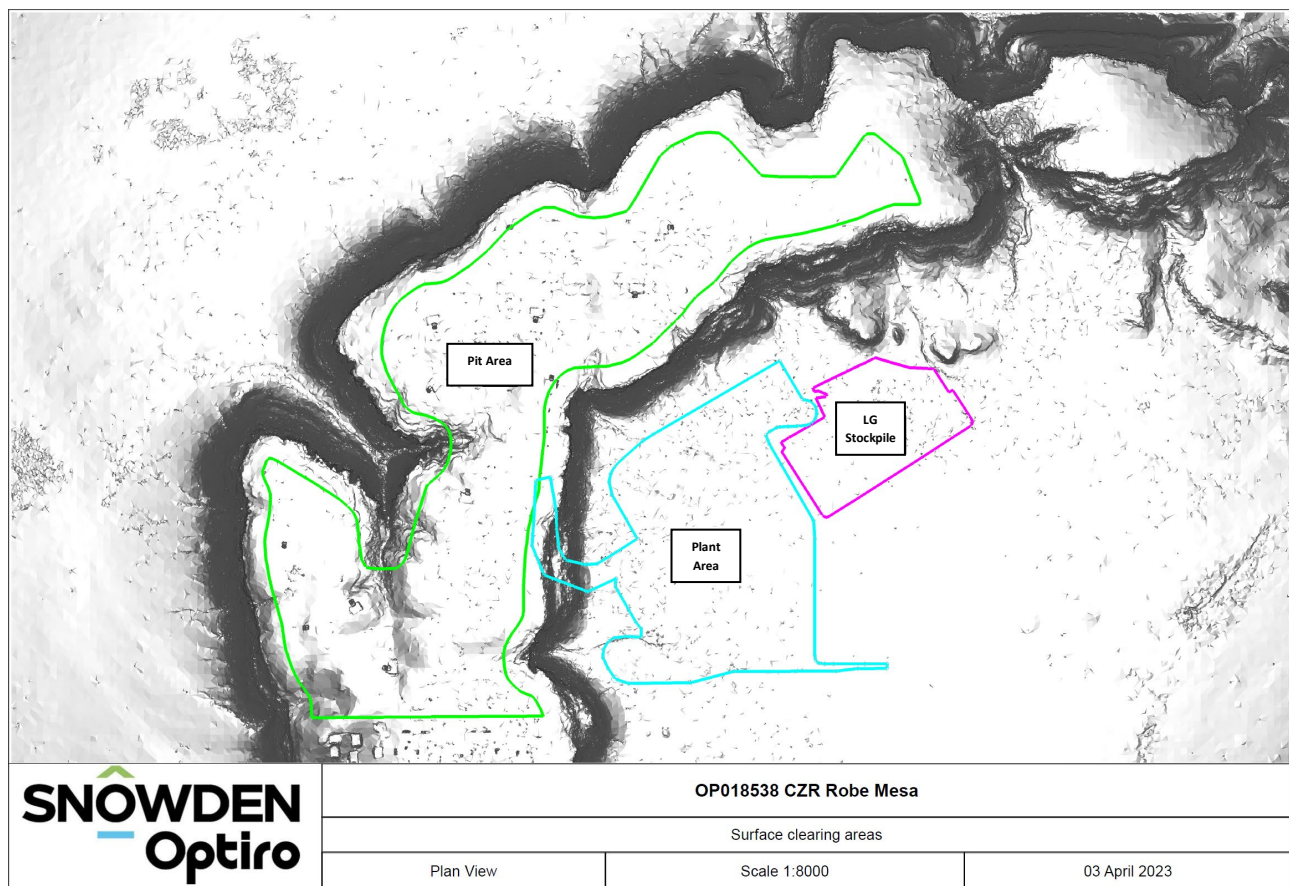 Pit Area
LG
Stockpile
Plant
Area
SNOWDEN
Optiro
OP018538 CZR Robe Mesa
Surface clearing areas
Plan View
Scale 1:8000
03 April 2023